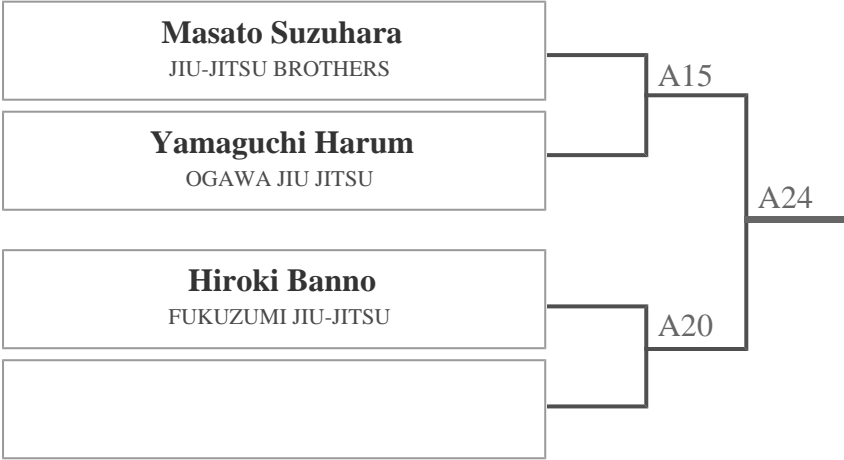 Masato Suzuhara
JIU-JITSU BROTHERS
A15
Yamaguchi Harum
OGAWA JIU JITSU
A24
Hiroki Banno
FUKUZUMI JIU-JITSU
A20